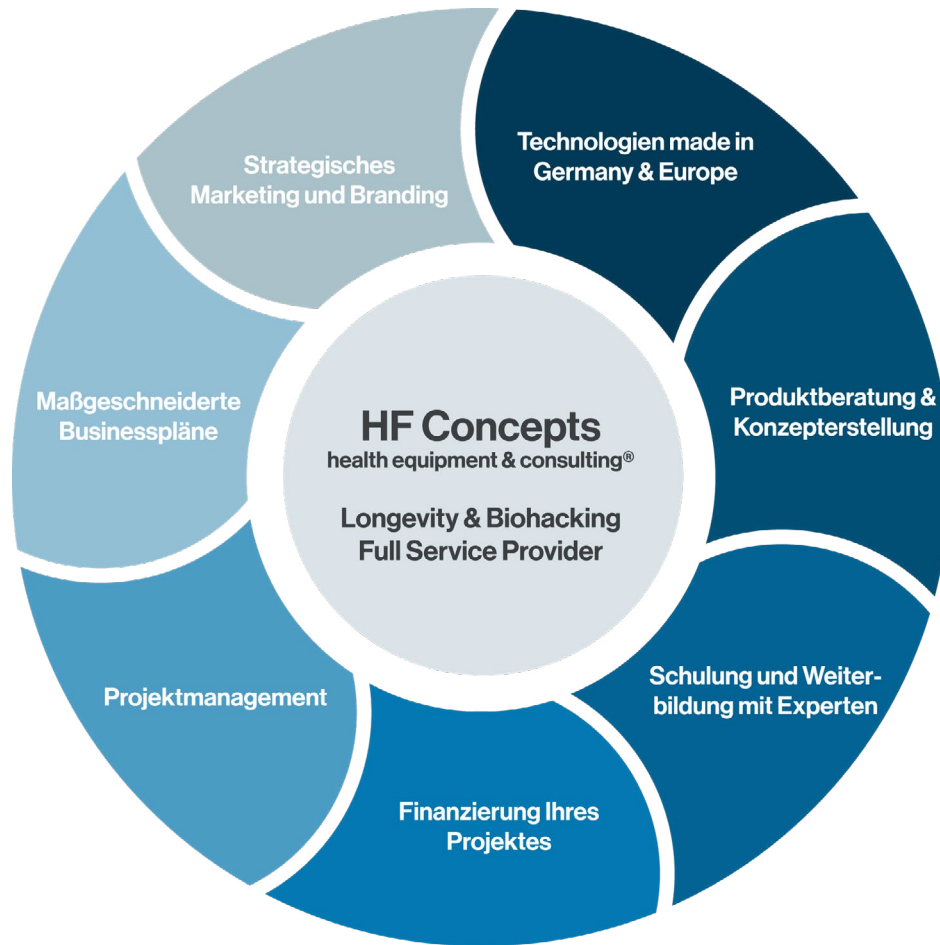 Technologien made in
Germany & Europe
Produktberatung &
Konzepterstellung
Schulung und Weiter-
bildung mit Experten
Finanzierung Ihres
Projektes
Projektmanagement
Maßgeschneiderte
Businesspläne
Strategisches
Marketing und Branding
HF Concepts
health equipment & consulting®
Longevity & Biohacking
Full Service Provider